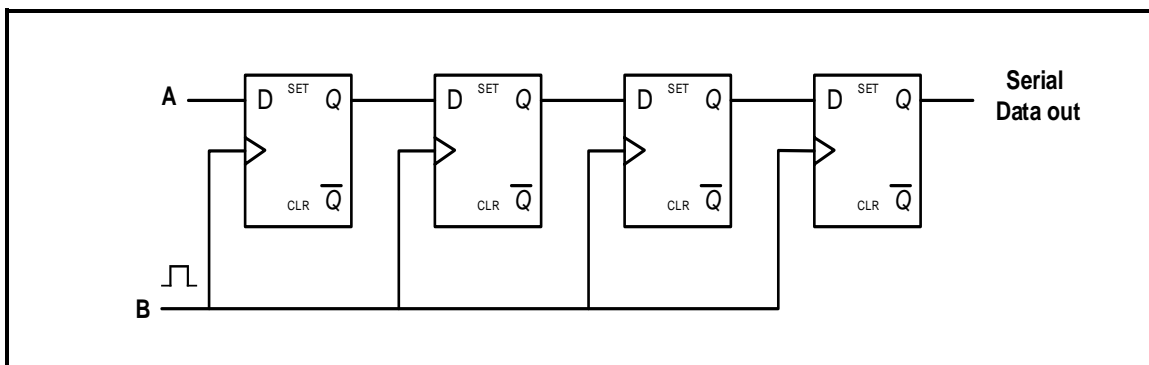 Serial
Data out
A
D SET Q D SET Q D SET Q D SET Q
CLR Q̅ CLR Q̅ CLR Q̅ CLR Q̅
B